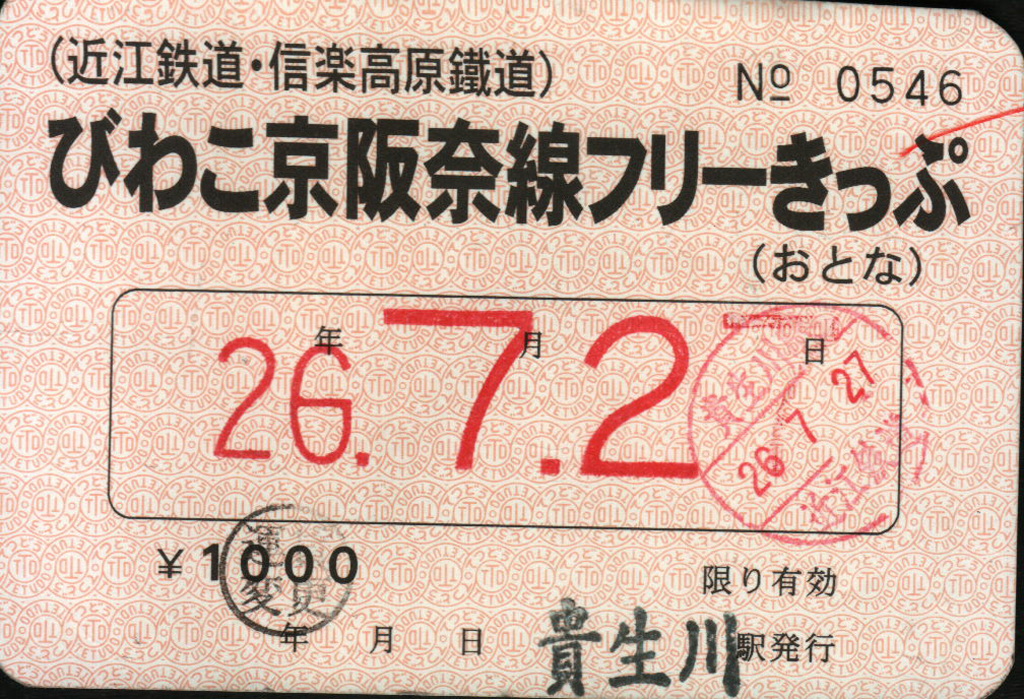 (近江鉄道・信楽高原鐵道)
№ 0546
びわこ京阪奈線フリーきっぷ
(おとな)
年 月 日
26.7.2
貴生川
26 7 27
近江鉄道
¥1000
変更
限り有効
年 月 日
貴生川駅発行